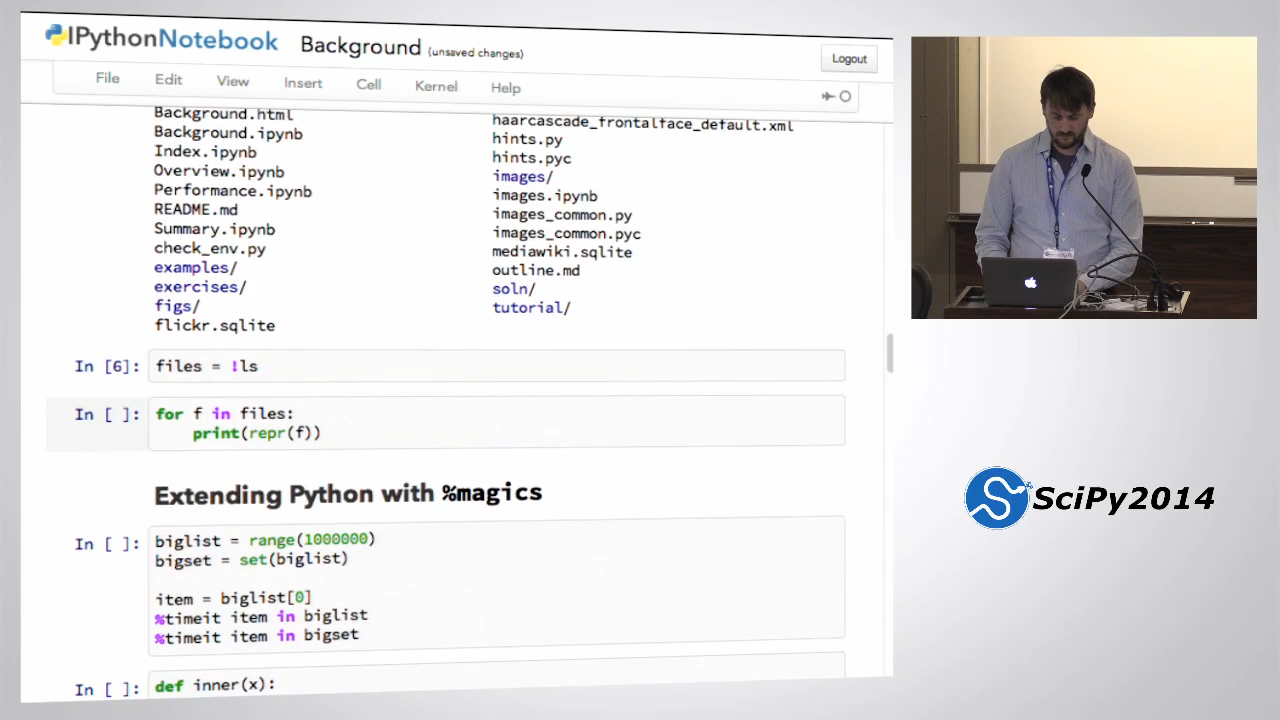 IPythonNotebook Background (unsaved changes)
Logout
File Edit View Insert Cell Kernel Help
Background.html haarcascade_frontalface_default.xml
Background.ipynb hints.py
Index.ipynb hints.pyc
Overview.ipynb images/
Performance.ipynb images.ipynb
README.md images_common.py
Summary.ipynb images_common.pyc
check_env.py mediawiki.sqlite
examples/ outline.md
exercises/ soln/
figs/ tutorial/
flickr.sqlite
In [6]: files = !ls
In [ ]: for f in files:
print(repr(f))
Extending Python with %magics
In [ ]: biglist = range(1000000)
bigset = set(biglist)
item = biglist[0]
%timeit item in biglist
%timeit item in bigset
In [ ]: def inner(x):
SciPy2014